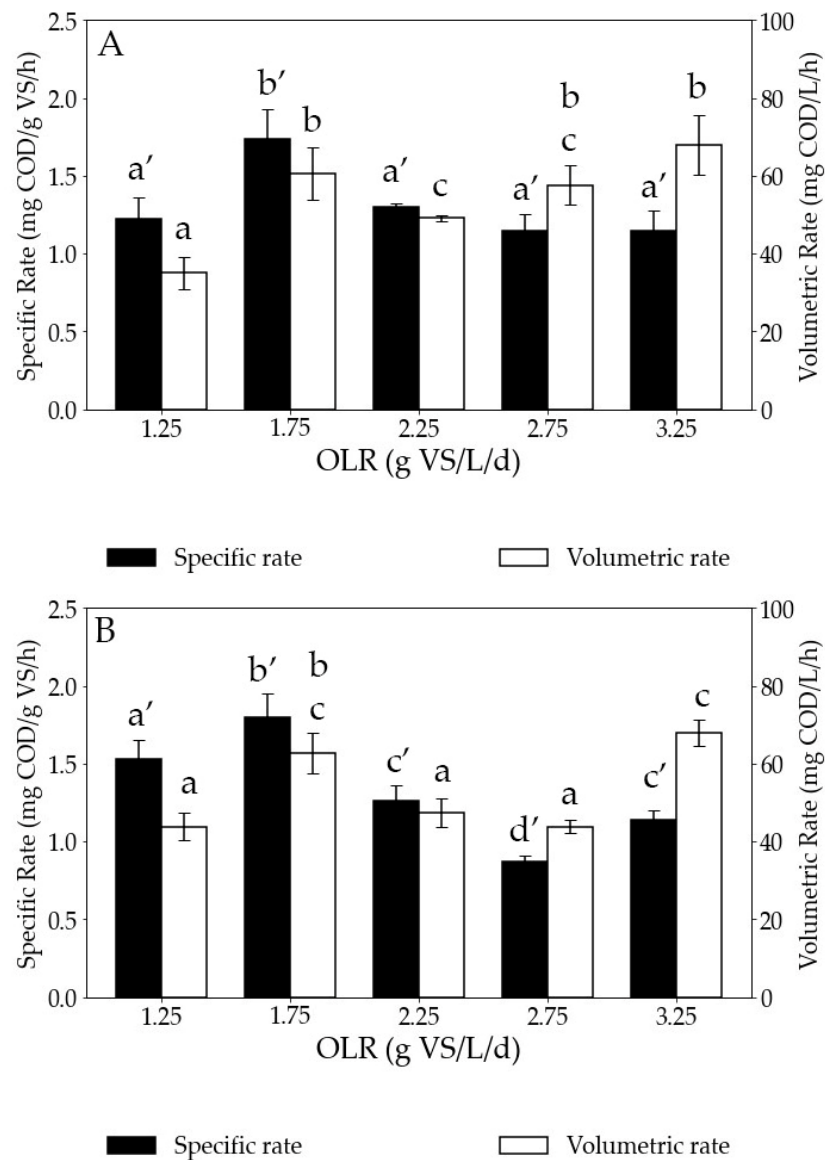 A
2.5
2.0
1.5
1.0
0.5
0.0
Specific Rate (mg COD/g VS/h)
100
80
60
40
20
0
Volumetric Rate (mg COD/L/h)
a′ a
b′ b
a′ c
a′ b
c
a′ b
1.25 1.75 2.25 2.75 3.25
OLR (g VS/L/d)
Specific rate Volumetric rate
B
2.5
2.0
1.5
1.0
0.5
0.0
Specific Rate (mg COD/g VS/h)
100
80
60
40
20
0
Volumetric Rate (mg COD/L/h)
a′ a
b′ b
c
c′ a
d′ a
c′ c
1.25 1.75 2.25 2.75 3.25
OLR (g VS/L/d)
Specific rate Volumetric rate